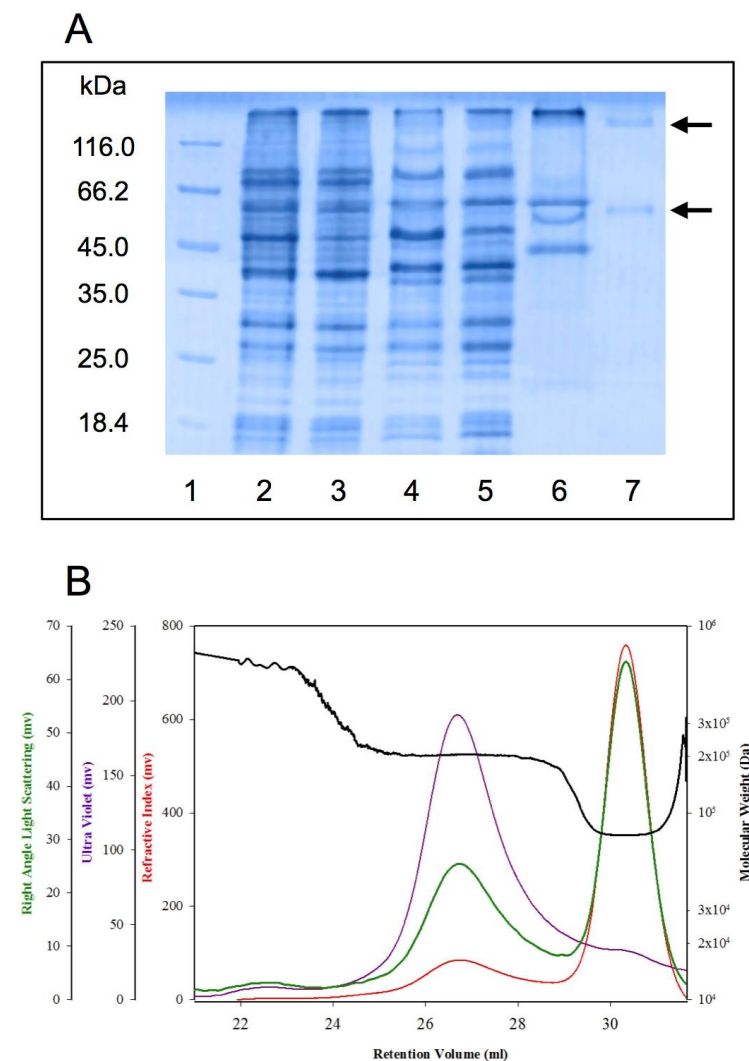 A
kDa
116.0
66.2
45.0
35.0
25.0
18.4
1 2 3 4 5 6 7
B
70 250 800 10⁶
60
200
50 600 3x10⁵
150 2x10⁵
40
400 10⁵
30 100
20
200 3x10⁴
50 2x10⁴
10
0 0 0 10⁴
Right Angle Light Scattering (mv)
Ultra Violet (mv)
Refractive Index (mv)
Molecular Weight (Da)
22 24 26 28 30
Retention Volume (ml)